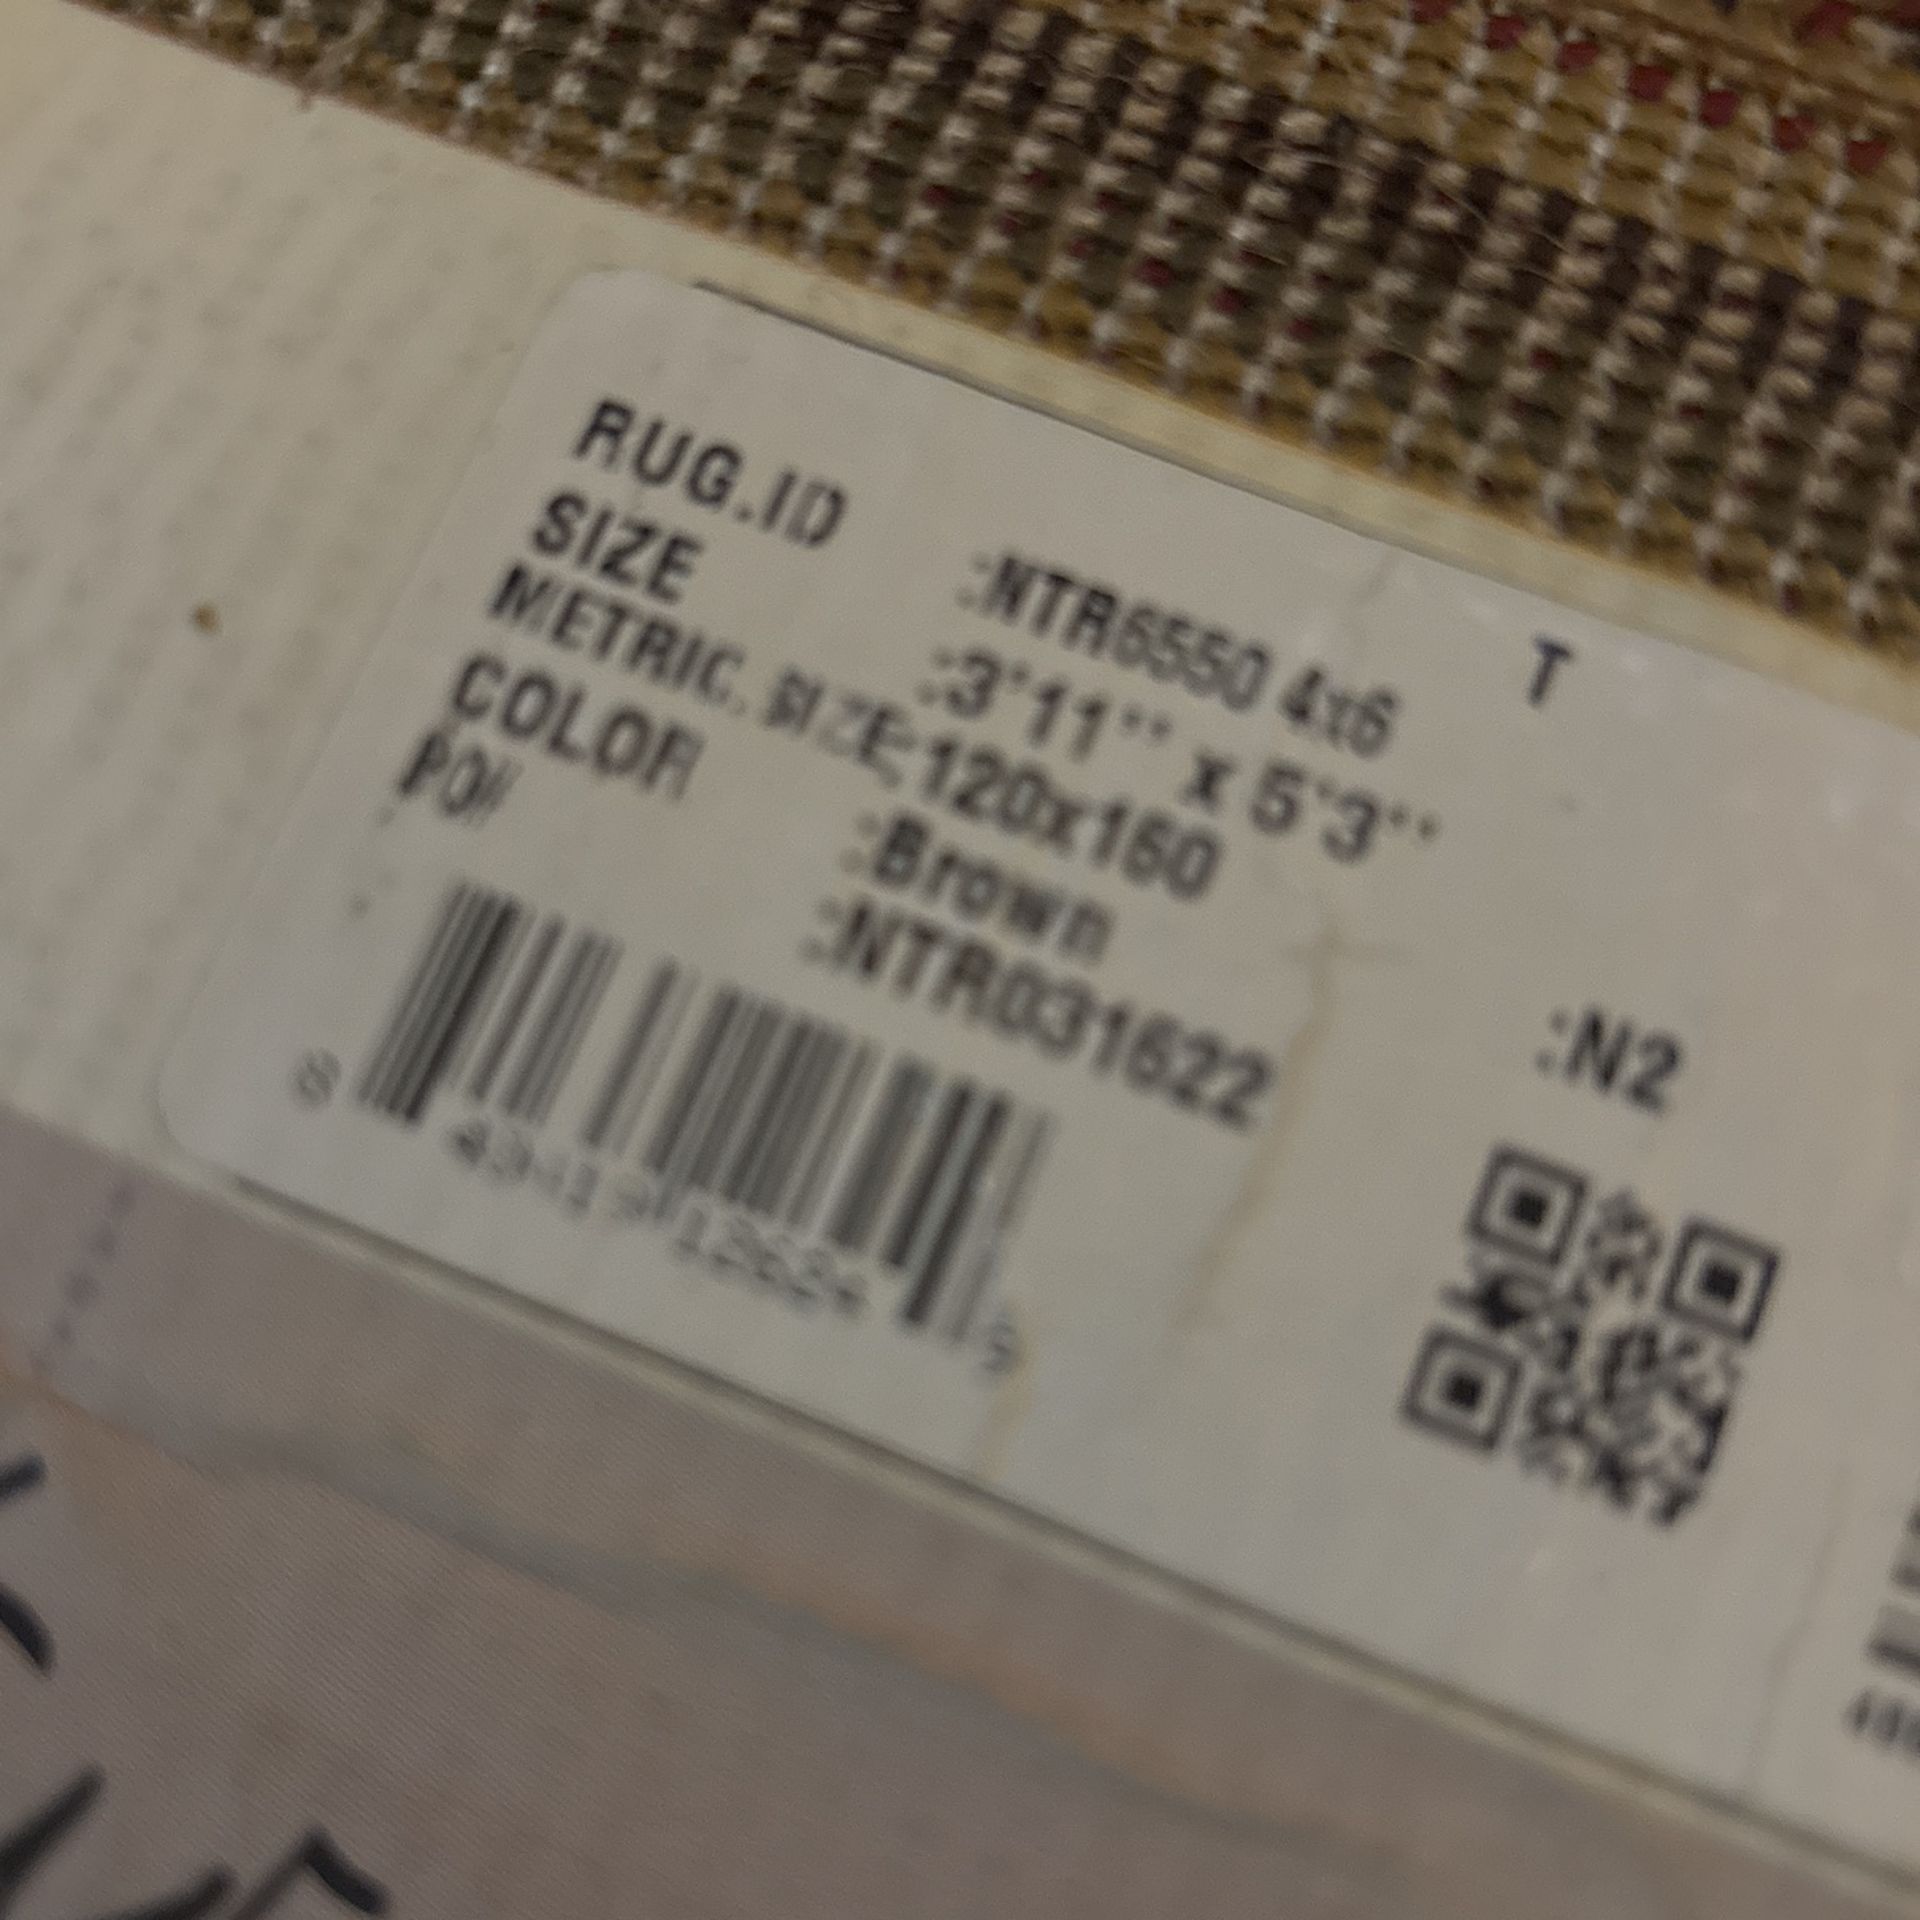 RUG.ID :NTR6550 4x6 T
SIZE :3'11'' x 5'3''
METRIC. SIZE:120x160
COLOR :Brown :N2
PO# :NTR031622